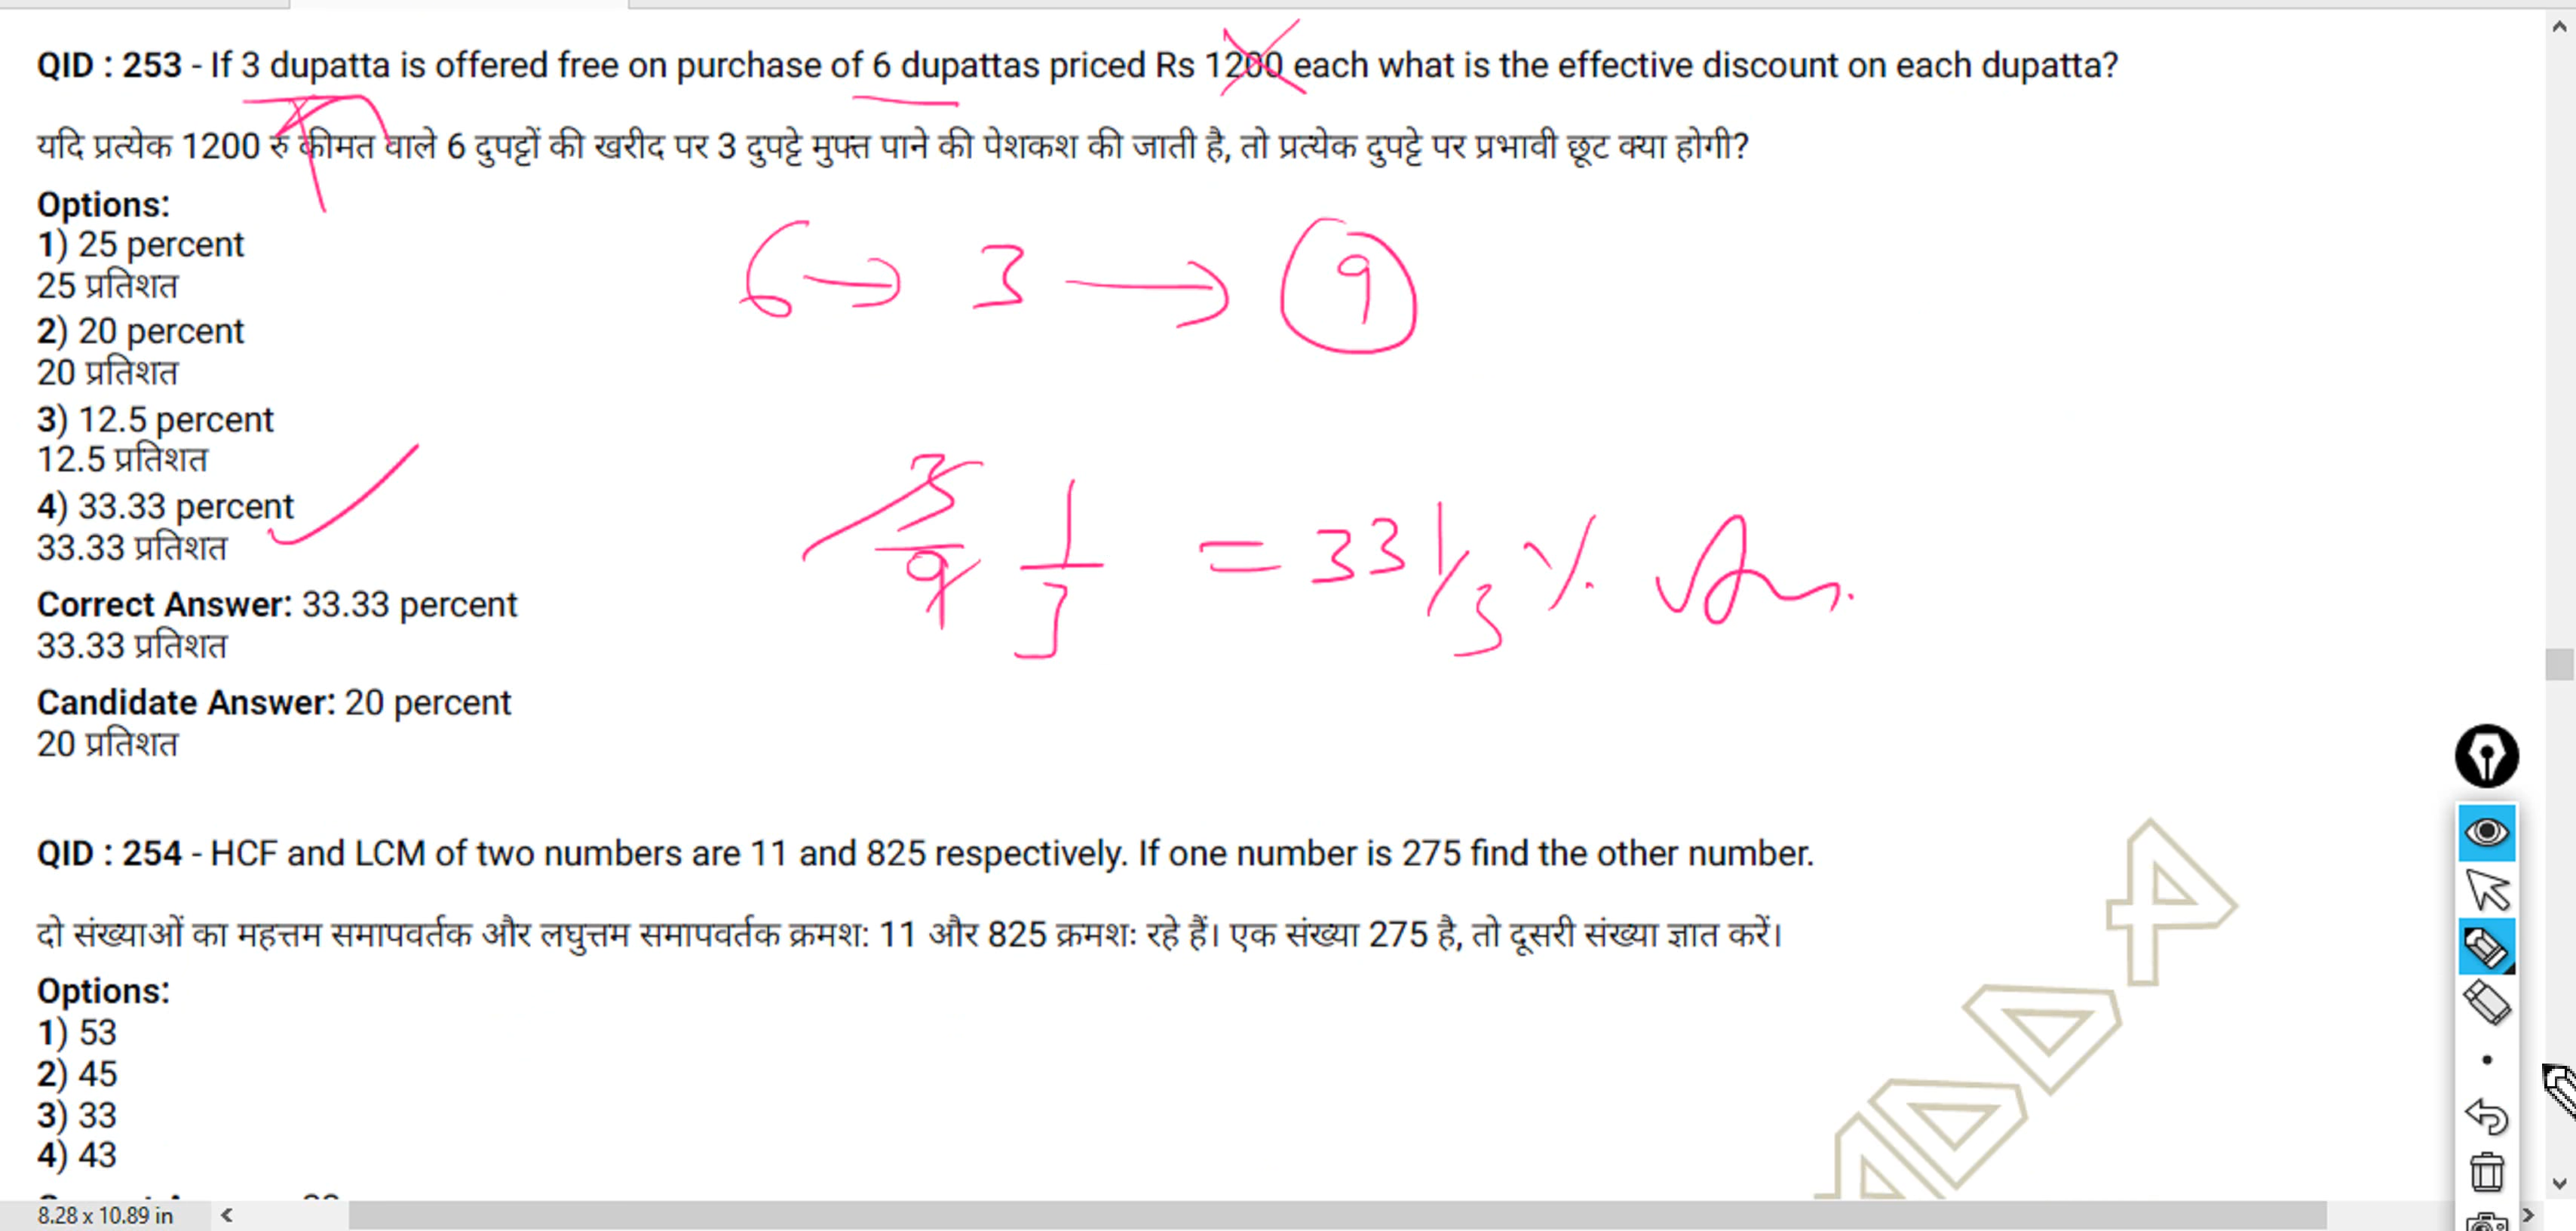 QID : 253 - If 3 dupatta is offered free on purchase of 6 dupattas priced Rs 1200 each what is the effective discount on each dupatta?
यदि प्रत्येक 1200 रु कीमत वाले 6 दुपट्टों की खरीद पर 3 दुपट्टे मुफ्त पाने की पेशकश की जाती है, तो प्रत्येक दुपट्टे पर प्रभावी छूट क्या होगी?
Options:
1) 25 percent
25 प्रतिशत
2) 20 percent
20 प्रतिशत
3) 12.5 percent
12.5 प्रतिशत
4) 33.33 percent
33.33 प्रतिशत
6 → 3 → 9
3/9 1/3 = 33 1/3 % Ans.
Correct Answer: 33.33 percent
33.33 प्रतिशत
Candidate Answer: 20 percent
20 प्रतिशत
QID : 254 - HCF and LCM of two numbers are 11 and 825 respectively. If one number is 275 find the other number.
दो संख्याओं का महत्तम समापवर्तक और लघुत्तम समापवर्तक क्रमश: 11 और 825 क्रमशः रहे हैं। एक संख्या 275 है, तो दूसरी संख्या ज्ञात करें।
Options:
1) 53
2) 45
3) 33
4) 43
8.28 x 10.89 in